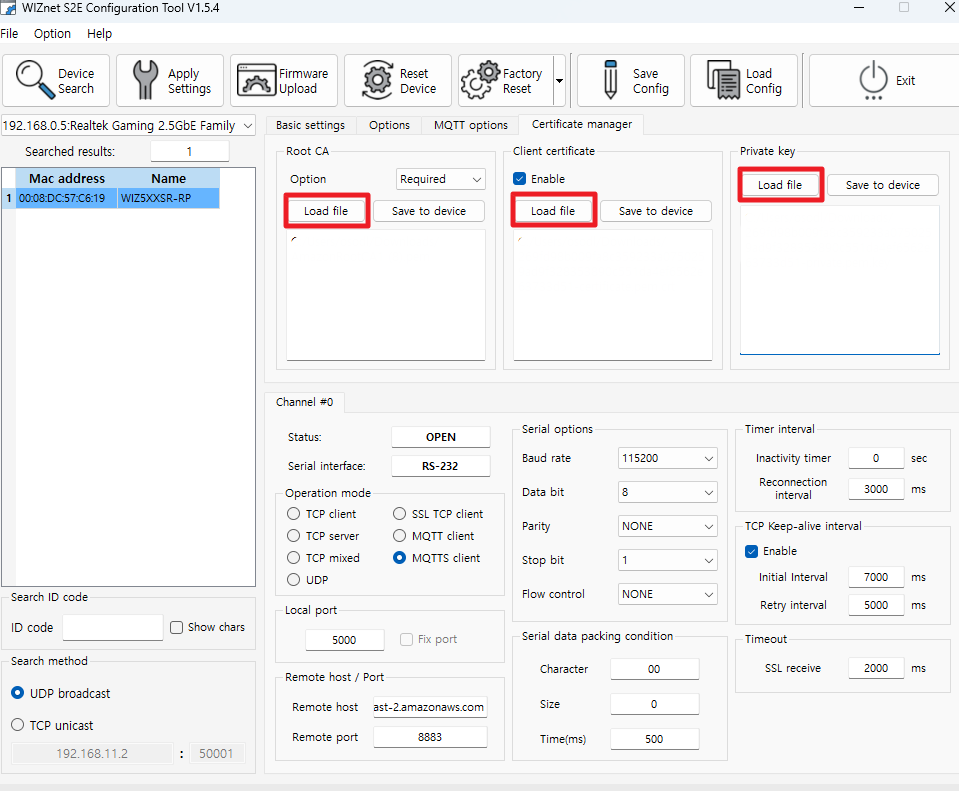 WIZnet S2E Configuration Tool V1.5.4
File Option Help
Device Search
Apply Settings
Firmware Upload
Reset Device
Factory Reset
Save Config
Load Config
Exit
192.168.0.5:Realtek Gaming 2.5GbE Family
Searched results: 1
Mac address Name
1 00:08:DC:57:C6:19 WIZ5XXSR-RP
Search ID code
ID code Show chars
Search method
UDP broadcast
TCP unicast
192.168.11.2 : 50001
Basic settings Options MQTT options Certificate manager
Root CA
Option Required
Load file Save to device
Client certificate
Enable
Load file Save to device
Private key
Load file Save to device
Channel #0
Status: OPEN
Serial interface: RS-232
Operation mode
TCP client SSL TCP client
TCP server MQTT client
TCP mixed MQTTS client
UDP
Local port
5000 Fix port
Remote host / Port
Remote host ast-2.amazonaws.com
Remote port 8883
Serial options
Baud rate 115200
Data bit 8
Parity NONE
Stop bit 1
Flow control NONE
Serial data packing condition
Character 00
Size 0
Time(ms) 500
Timer interval
Inactivity timer 0 sec
Reconnection interval 3000 ms
TCP Keep-alive interval
Enable
Initial Interval 7000 ms
Retry interval 5000 ms
Timeout
SSL receive 2000 ms